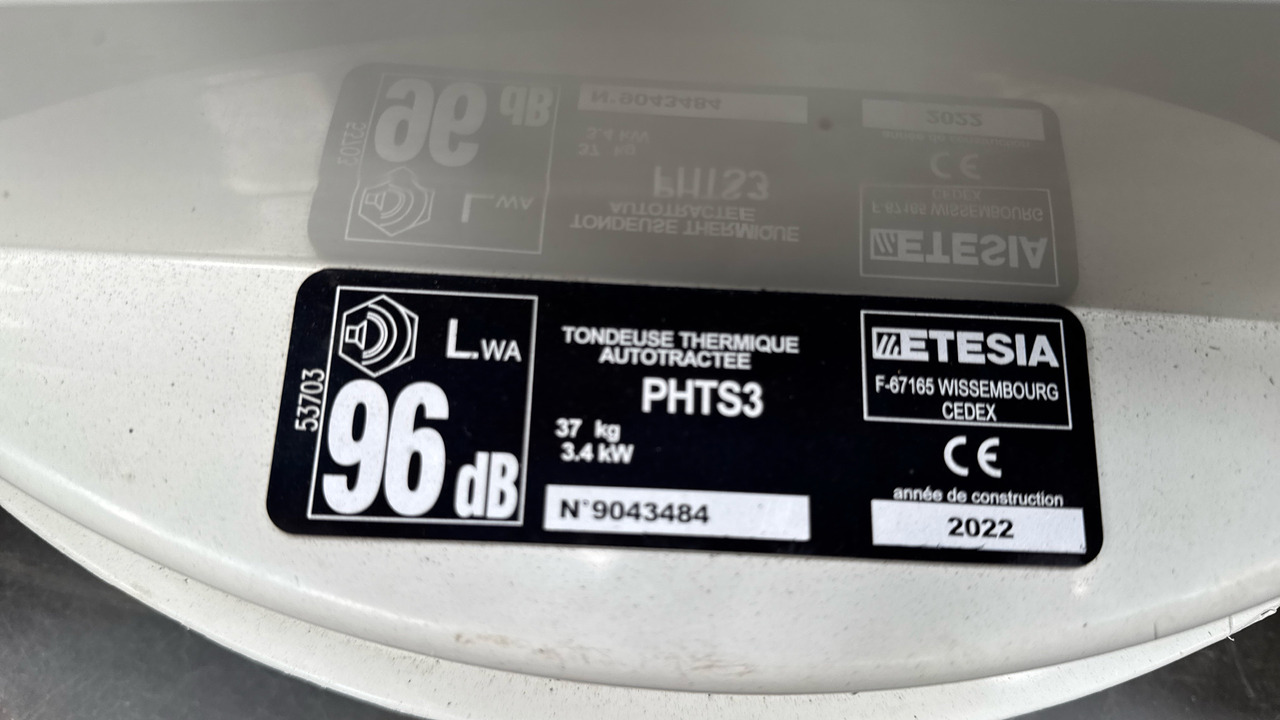 53703
L.WA
96 dB
TONDEUSE THERMIQUE
AUTOTRACTEE
PHTS3
37 kg
3.4 kW
N°9043484
ETESIA
F-67165 WISSEMBOURG
CEDEX
CE
année de construction
2022